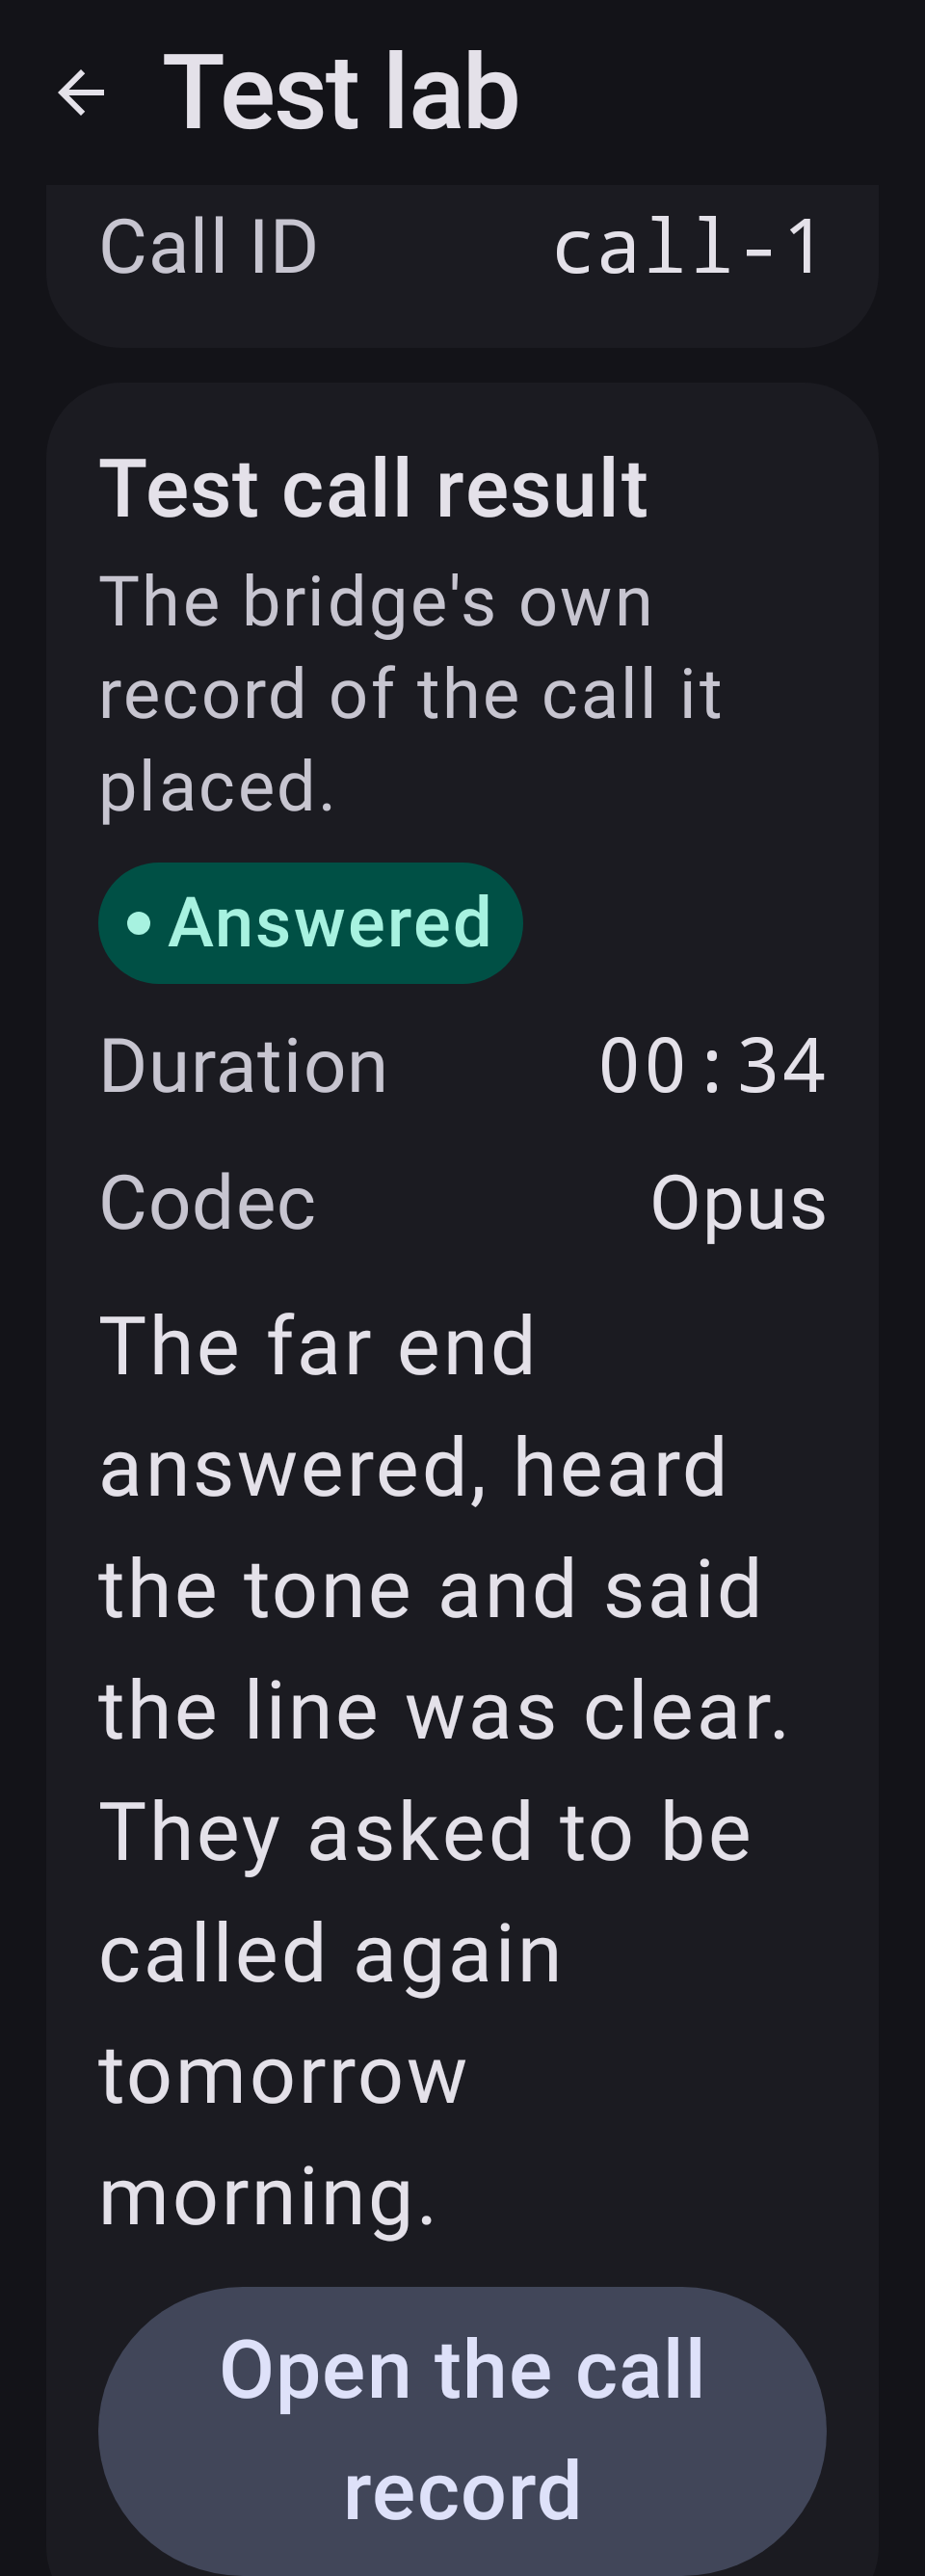 Test lab
Call ID call-1
Test call result
The bridge's own
record of the call it
placed.
Answered
Duration 00:34
Codec Opus
The far end
answered, heard
the tone and said
the line was clear.
They asked to be
called again
tomorrow
morning.
Open the call
record